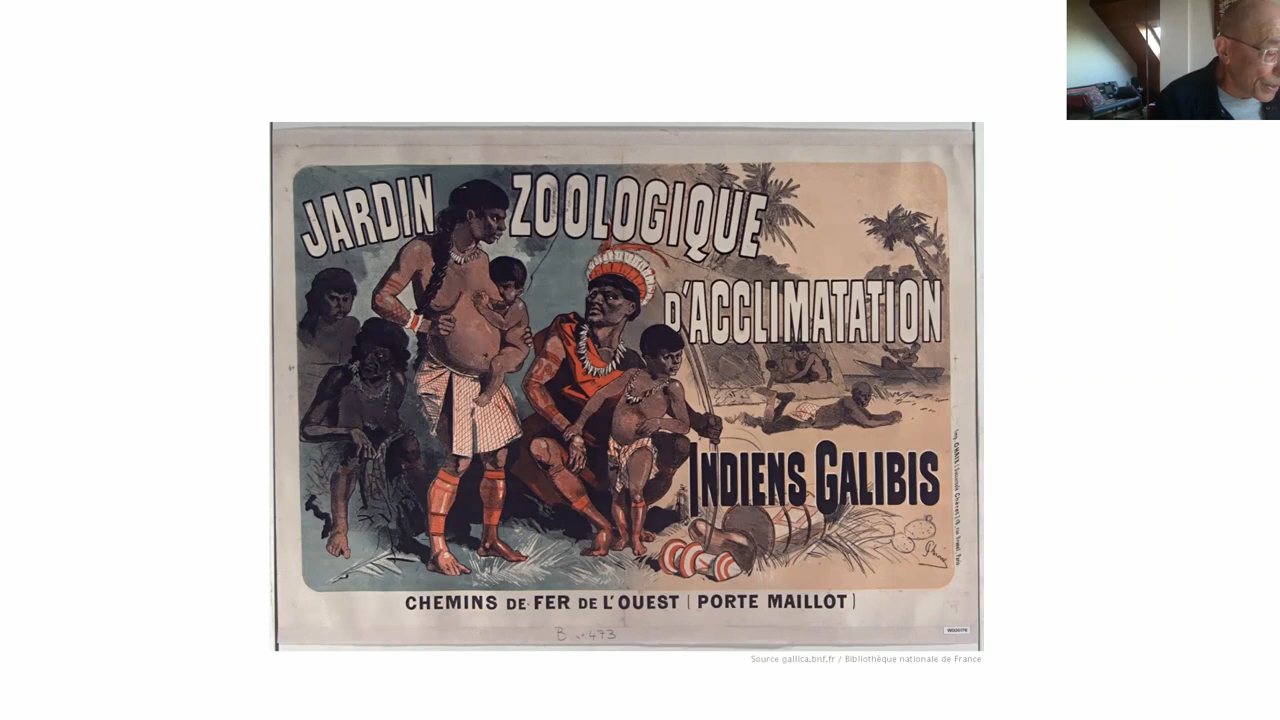 JARDIN ZOOLOGIQUE
D'ACCLIMATATION
INDIENS GALIBIS
CHEMINS DE FER DE L'OUEST (PORTE MAILLOT)
B
473
Source gallica.bnf.fr / Bibliothèque nationale de France